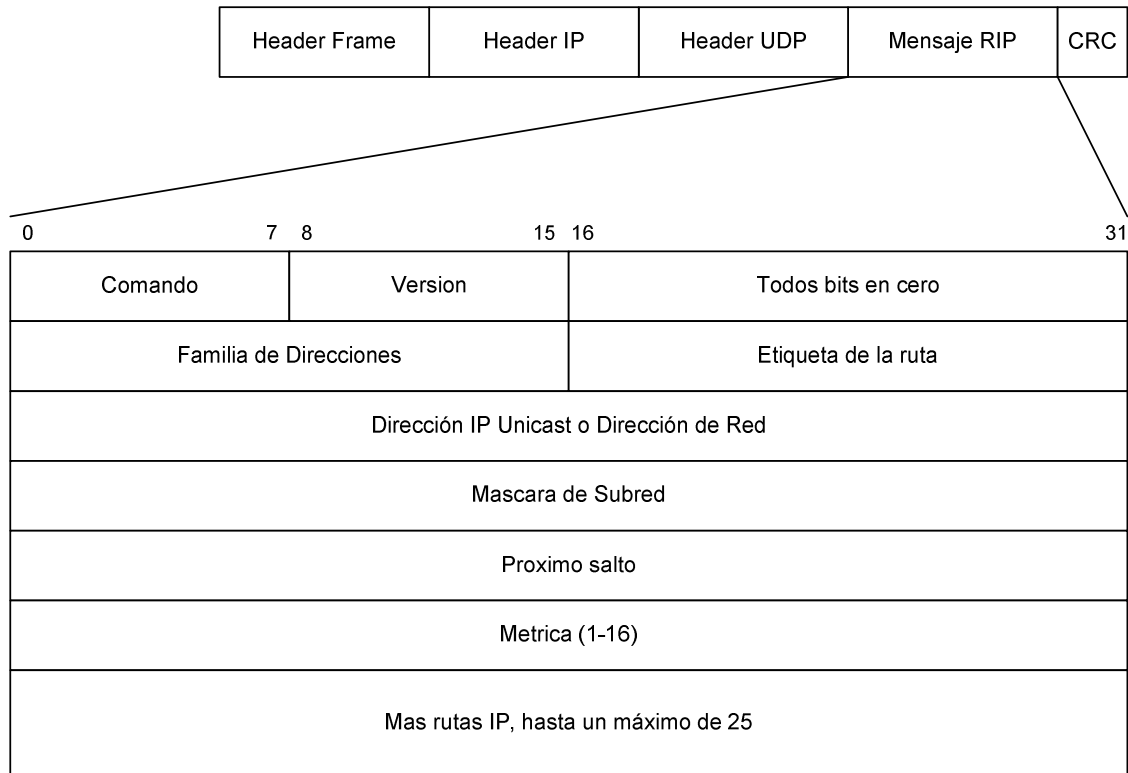 Header Frame
Header IP
Header UDP
Mensaje RIP
CRC
0
7
8
15
16
31
Comando
Version
Todos bits en cero
Familia de Direcciones
Etiqueta de la ruta
Dirección IP Unicast o Dirección de Red
Mascara de Subred
Proximo salto
Metrica (1-16)
Mas rutas IP, hasta un máximo de 25